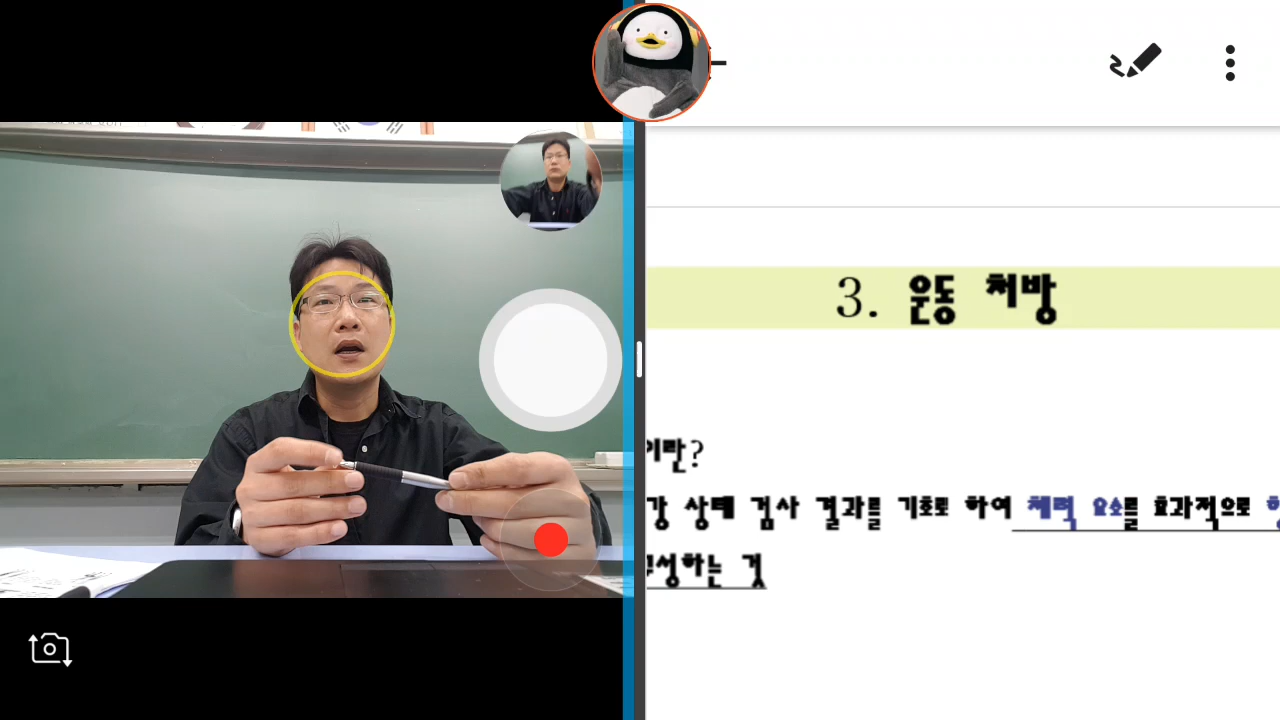 3. 운동 처방
이란?
강 상태 검사 결과를 기초로 하여 체력 요소를 효과적으로
구성하는 것